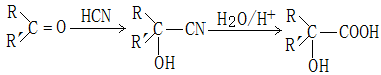 R
R′ C=O HCN R
R′ C—CN
OH H2O/H+ R
R′ C—COOH
OH